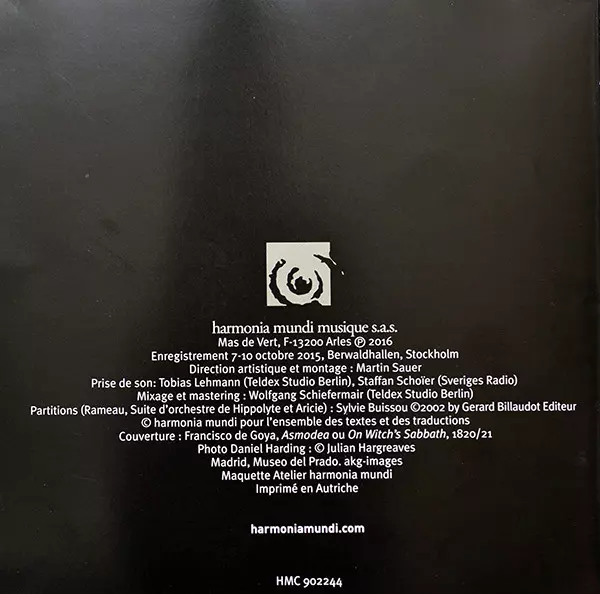 harmonia mundi musique s.a.s.
Mas de Vert, F-13200 Arles ℗ 2016
Enregistrement 7-10 octobre 2015, Berwaldhallen, Stockholm
Direction artistique et montage : Martin Sauer
Prise de son: Tobias Lehmann (Teldex Studio Berlin), Staffan Schoïer (Sveriges Radio)
Mixage et mastering : Wolfgang Schiefermair (Teldex Studio Berlin)
Partitions (Rameau, Suite d'orchestre de Hippolyte et Aricie) : Sylvie Buissou ©2002 by Gerard Billaudot Editeur
© harmonia mundi pour l'ensemble des textes et des traductions
Couverture : Francisco de Goya, Asmodea ou On Witch's Sabbath, 1820/21
Photo Daniel Harding : © Julian Hargreaves
Madrid, Museo del Prado. akg-images
Maquette Atelier harmonia mundi
Imprimé en Autriche
harmoniamundi.com
HMC 902244